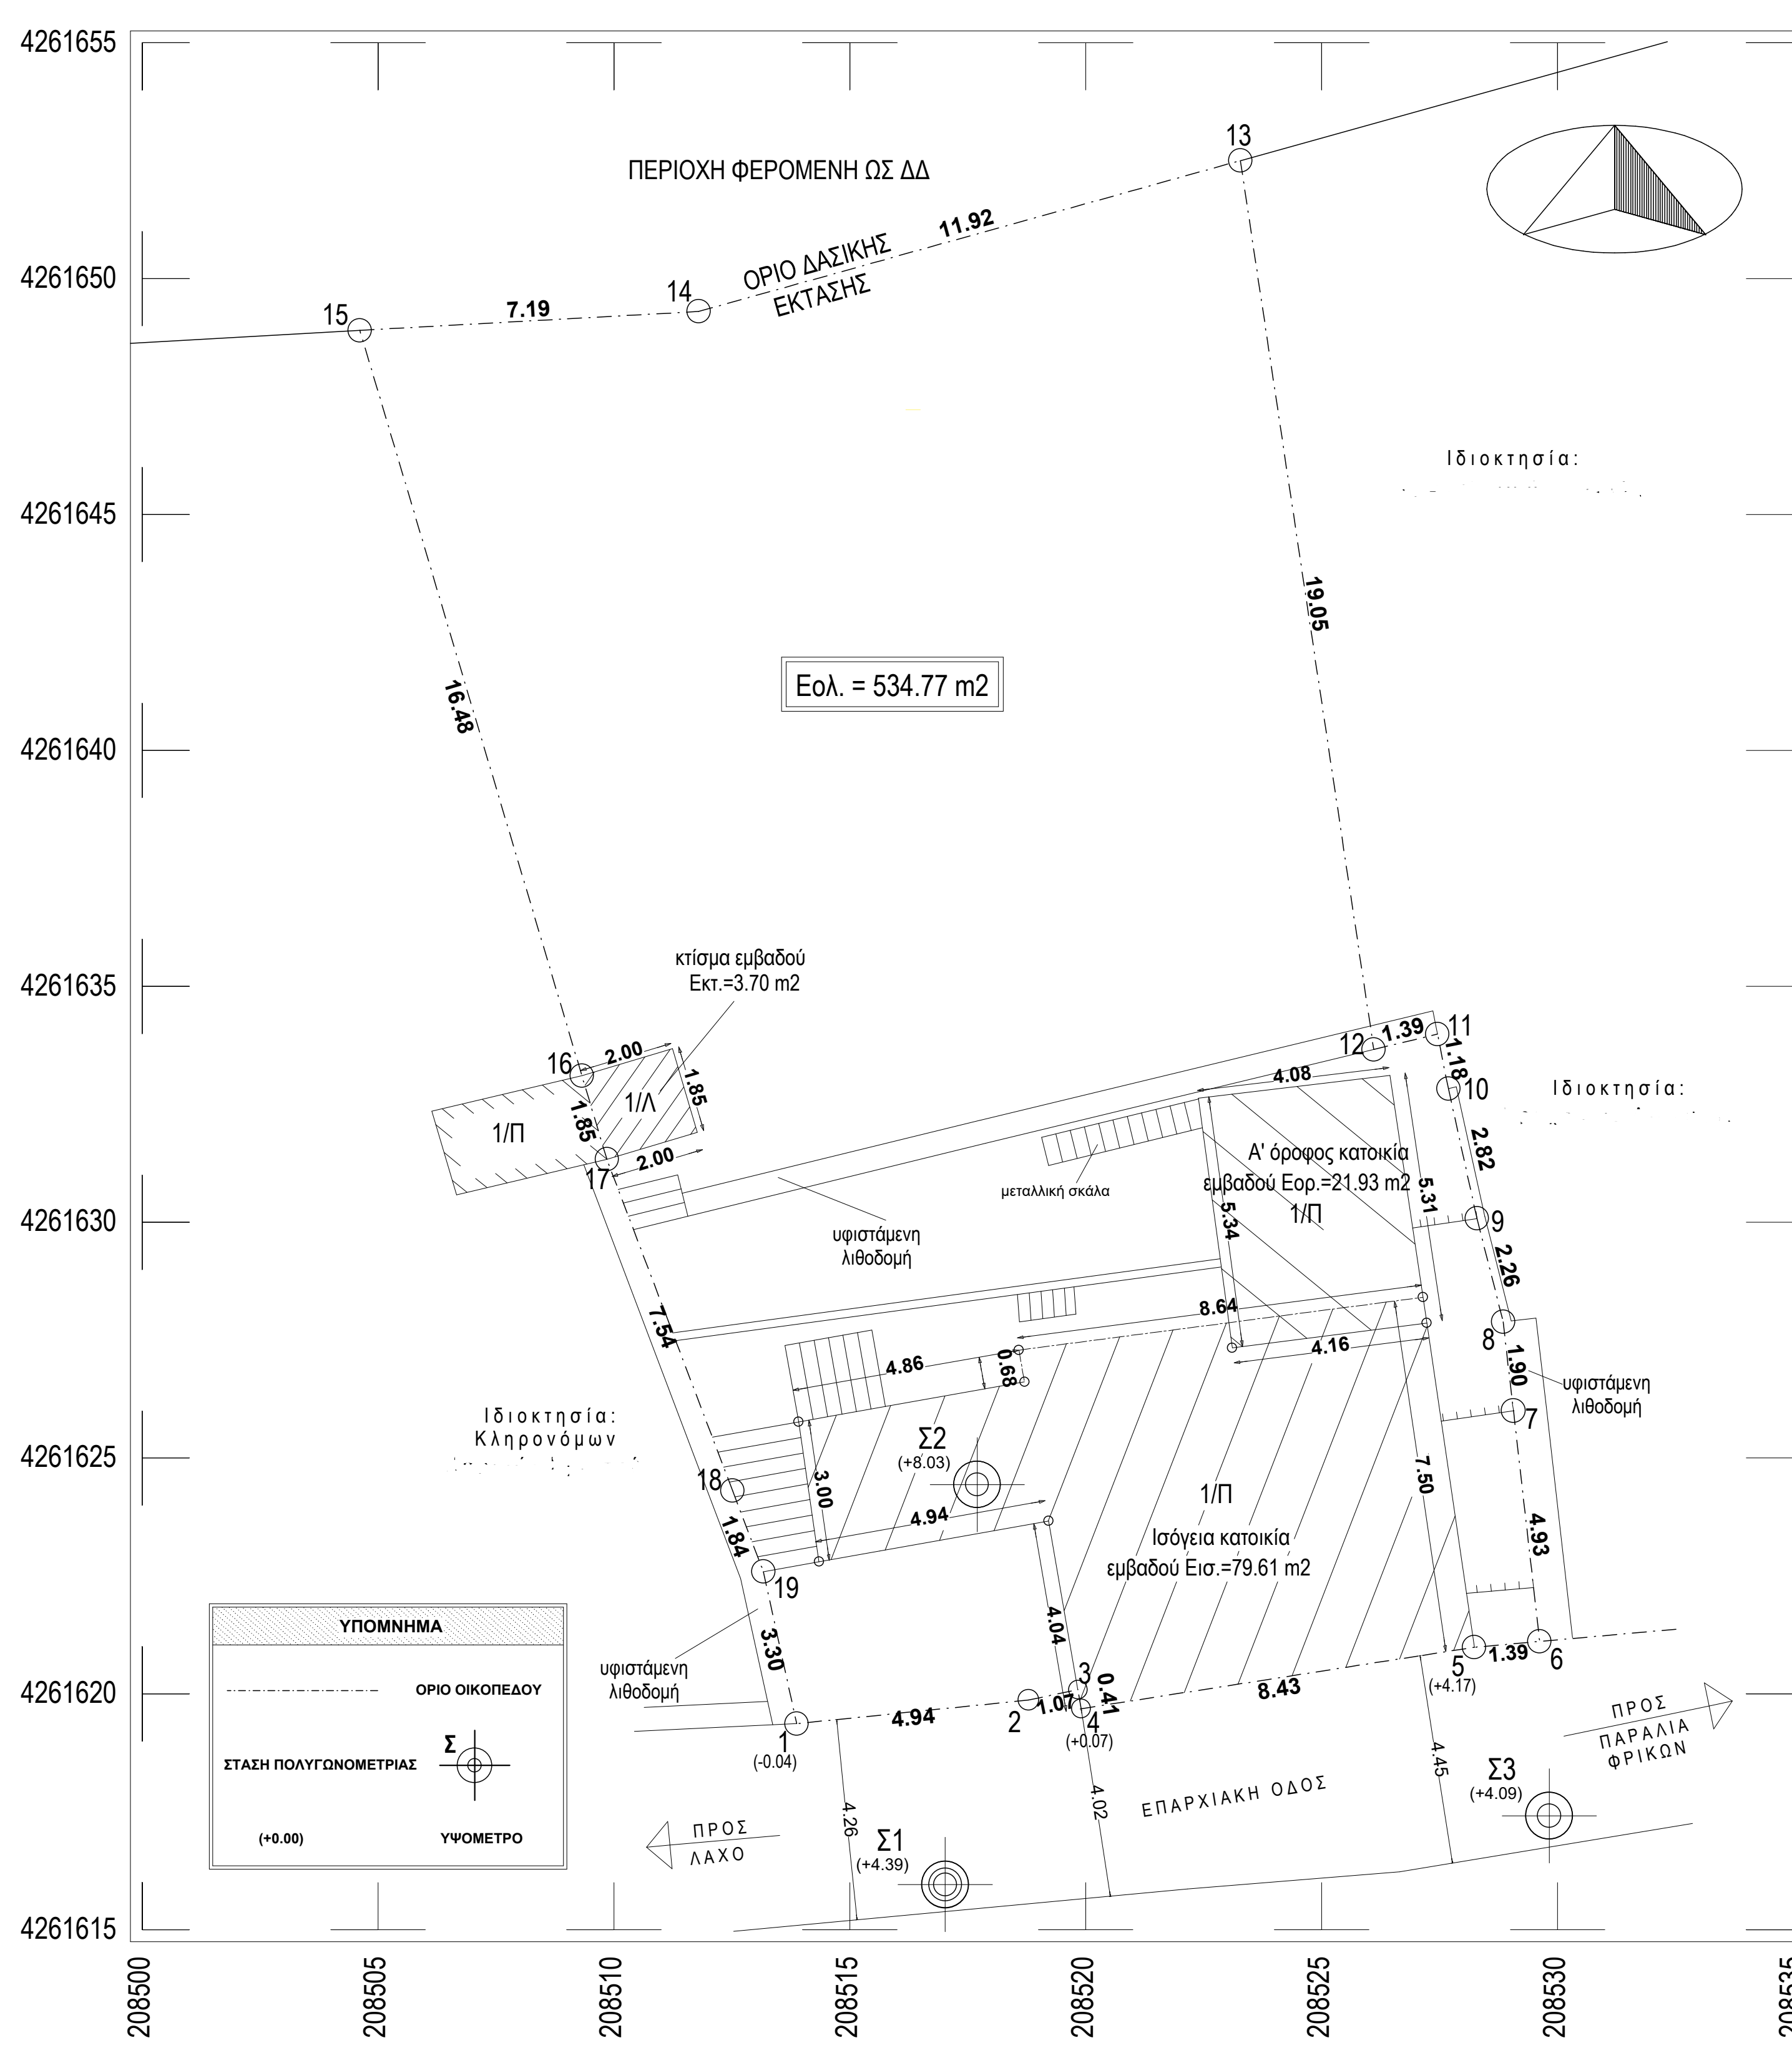 4261655
4261650
4261645
4261640
4261635
4261630
4261625
4261620
4261615
208500
208505
208510
208515
208520
208525
208530
208535
ΠΕΡΙΟΧΗ ΦΕΡΟΜΕΝΗ ΩΣ ΔΔ
13
11.92
ΟΡΙΟ ΔΑΣΙΚΗΣ
ΕΚΤΑΣΗΣ
14
7.19
15
Ιδιοκτησία:
19.05
16.48
Εολ. = 534.77 m2
κτίσμα εμβαδού
Εκτ.=3.70 m2
16
2.00
1.85
1/Λ
1.85
1/Π
17
2.00
12
1.39
11
1.18
10
4.08
Ιδιοκτησία:
2.82
Α' όροφος κατοικία
εμβαδού Εορ.=21.93 m2
1/Π
μεταλλική σκάλα
5.34
5.31
9
2.26
υφιστάμενη
λιθοδομή
7.54
8.64
4.16
8
1.90
υφιστάμενη
λιθοδομή
7
4.86
0.68
Ιδιοκτησία:
Κληρονόμων
Σ2
(+8.03)
18
3.00
1.84
4.94
7.50
1/Π
Ισόγεια κατοικία
εμβαδού Εισ.=79.61 m2
4.93
19
3.30
4.04
υφιστάμενη
λιθοδομή
3
0.41
5
(+4.17)
1.39
6
8.43
1
(-0.04)
4.94
2
1.07
4
(+0.07)
ΠΡΟΣ
ΠΑΡΑΛΙΑ
ΦΡΙΚΩΝ
4.26
4.02
4.45
ΕΠΑΡΧΙΑΚΗ ΟΔΟΣ
Σ3
(+4.09)
ΠΡΟΣ
ΛΑΧΟ
Σ1
(+4.39)
ΥΠΟΜΝΗΜΑ
ΟΡΙΟ ΟΙΚΟΠΕΔΟΥ
Σ
ΣΤΑΣΗ ΠΟΛΥΓΩΝΟΜΕΤΡΙΑΣ
(+0.00)
ΥΨΟΜΕΤΡΟ